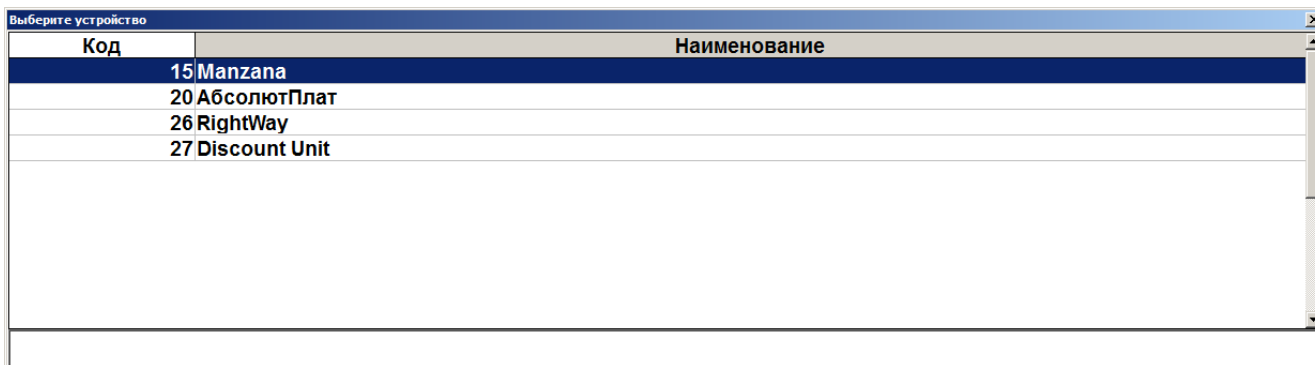 Выберите устройство
Код Наименование
15 Manzana
20 АбсолютПлат
26 RightWay
27 Discount Unit